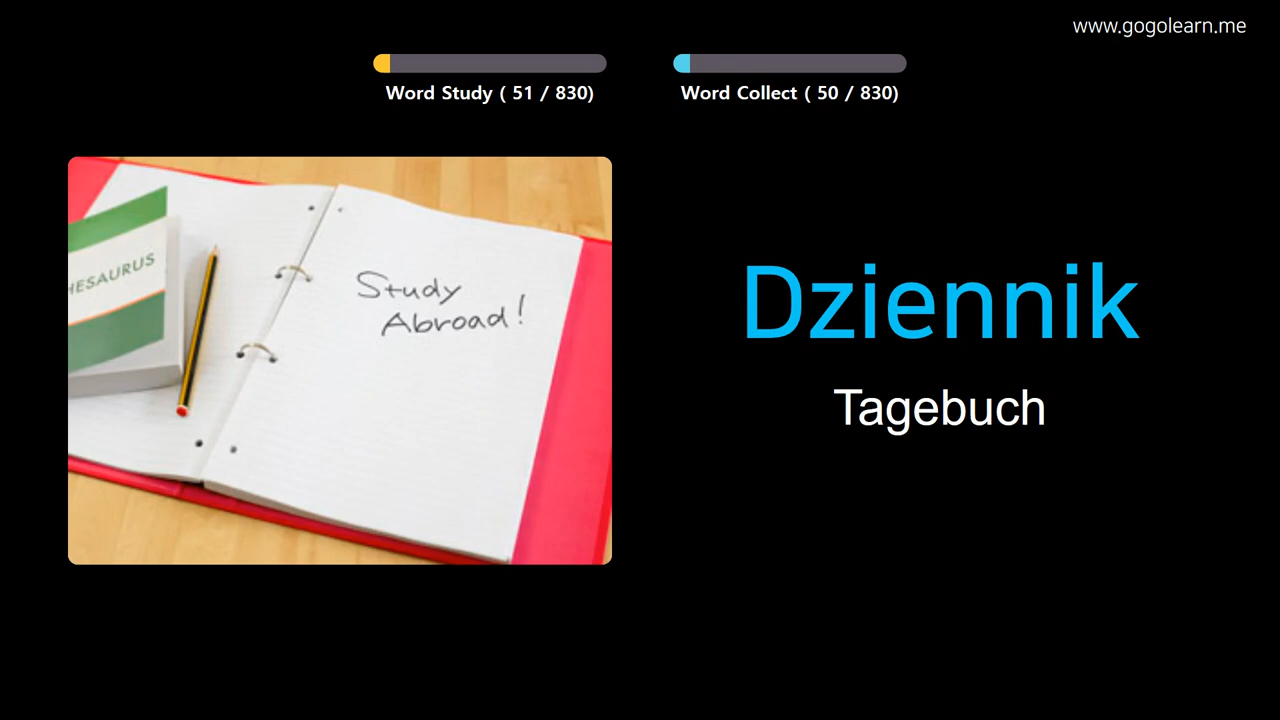 www.gogolearn.me
Word Study ( 51 / 830)
Word Collect ( 50 / 830)
HESAURUS
Study
Abroad!
Dziennik
Tagebuch